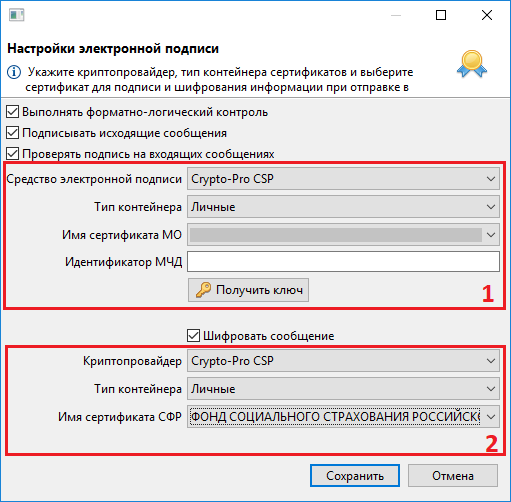 Настройки электронной подписи
Укажите криптопровайдер, тип контейнера сертификатов и выберите
сертификат для подписи и шифрования информации при отправке в
Выполнять форматно-логический контроль
Подписывать исходящие сообщения
Проверять подпись на входящих сообщениях
Средство электронной подписи Crypto-Pro CSP
Тип контейнера Личные
Имя сертификата МО
Идентификатор МЧД
Получить ключ
1
Шифровать сообщение
Криптопровайдер Crypto-Pro CSP
Тип контейнера Личные
Имя сертификата СФР ФОНД СОЦИАЛЬНОГО СТРАХОВАНИЯ РОССИЙСК
2
Сохранить Отмена